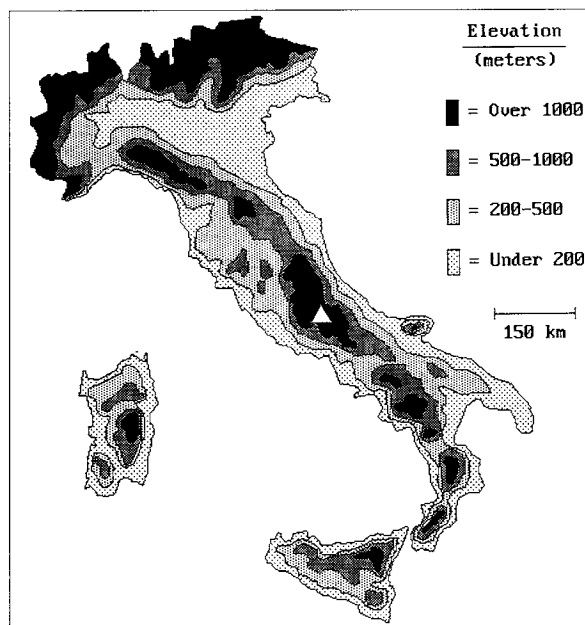 Elevation
(meters)
= Over 1000
= 500-1000
= 200-500
= Under 200
150 km